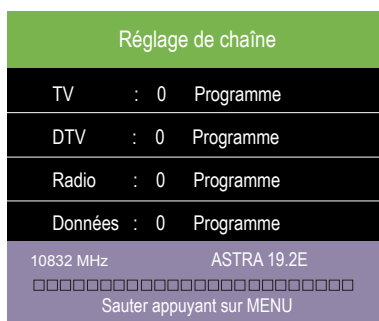 Réglage de chaîne
TV : 0 Programme
DTV : 0 Programme
Radio : 0 Programme
Données : 0 Programme
10832 MHz ASTRA 19.2E
Sauter appuyant sur MENU